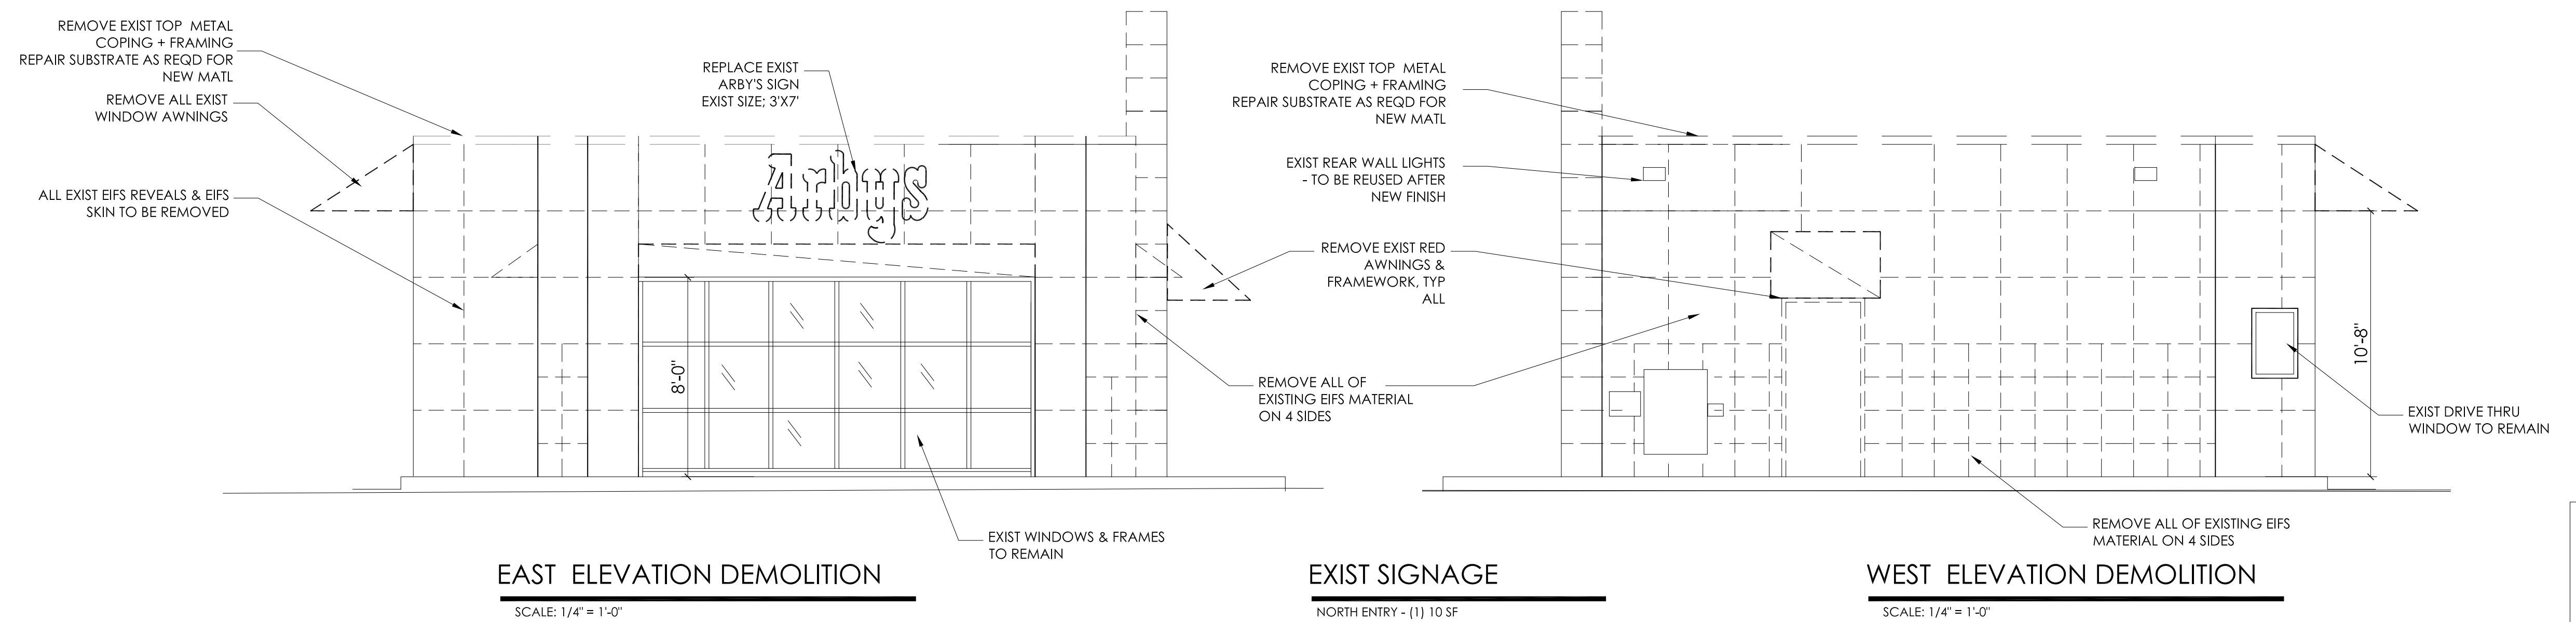 REMOVE EXIST TOP METAL
COPING + FRAMING
REPAIR SUBSTRATE AS REQD FOR
NEW MATL
REMOVE ALL EXIST
WINDOW AWNINGS
ALL EXIST EIFS REVEALS & EIFS
SKIN TO BE REMOVED
REPLACE EXIST
ARBY'S SIGN
EXIST SIZE; 3'X7'
Arbys
8'-0"
EXIST WINDOWS & FRAMES
TO REMAIN
EAST ELEVATION DEMOLITION
SCALE: 1/4" = 1'-0"
REMOVE EXIST TOP METAL
COPING + FRAMING
REPAIR SUBSTRATE AS REQD FOR
NEW MATL
EXIST REAR WALL LIGHTS
- TO BE REUSED AFTER
NEW FINISH
REMOVE EXIST RED
AWNINGS &
FRAMEWORK, TYP
ALL
REMOVE ALL OF
EXISTING EIFS MATERIAL
ON 4 SIDES
EXIST SIGNAGE
NORTH ENTRY - (1) 10 SF
10'-8"
EXIST DRIVE THRU
WINDOW TO REMAIN
REMOVE ALL OF EXISTING EIFS
MATERIAL ON 4 SIDES
WEST ELEVATION DEMOLITION
SCALE: 1/4" = 1'-0"